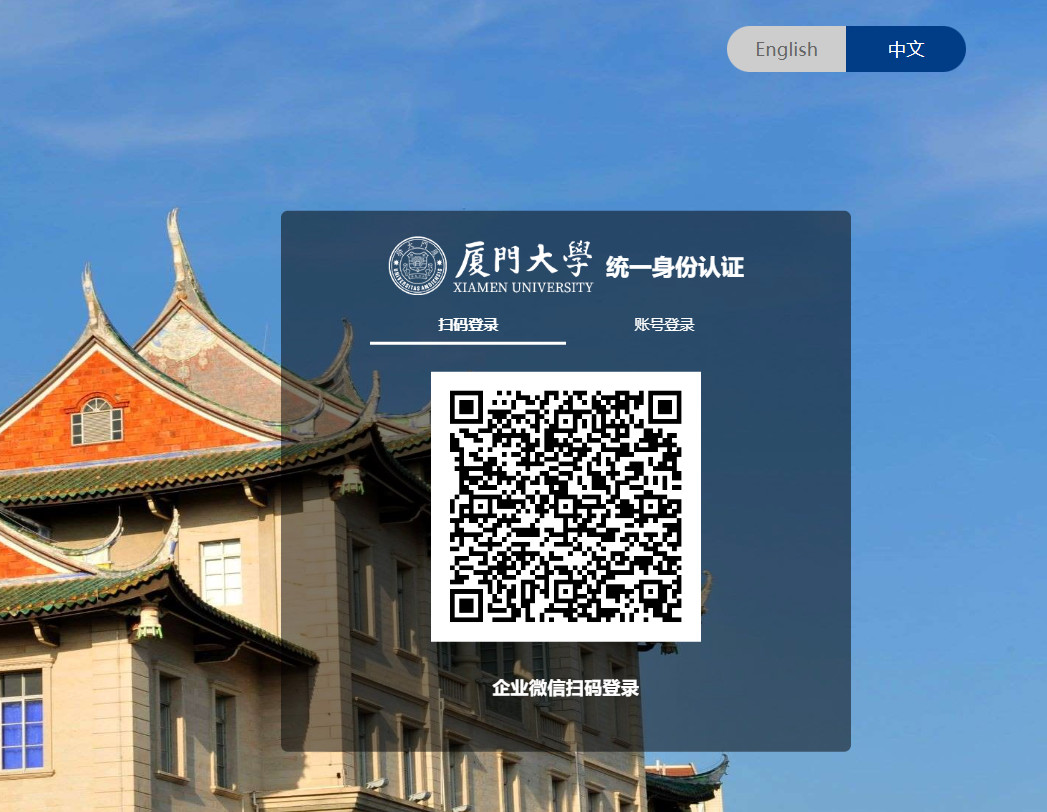 English 中文
厦門大學 统一身份认证
XIAMEN UNIVERSITY
扫码登录 账号登录
企业微信扫码登录